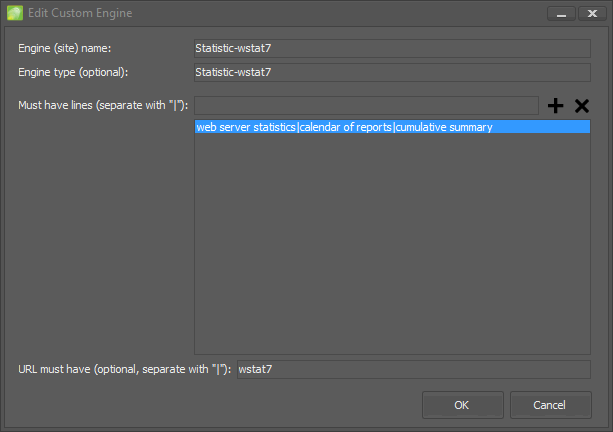 Edit Custom Engine
Engine (site) name: Statistic-wstat7
Engine type (optional): Statistic-wstat7
Must have lines (separate with "|"):
web server statistics|calendar of reports|cumulative summary
URL must have (optional, separate with "|"): wstat7
OK Cancel